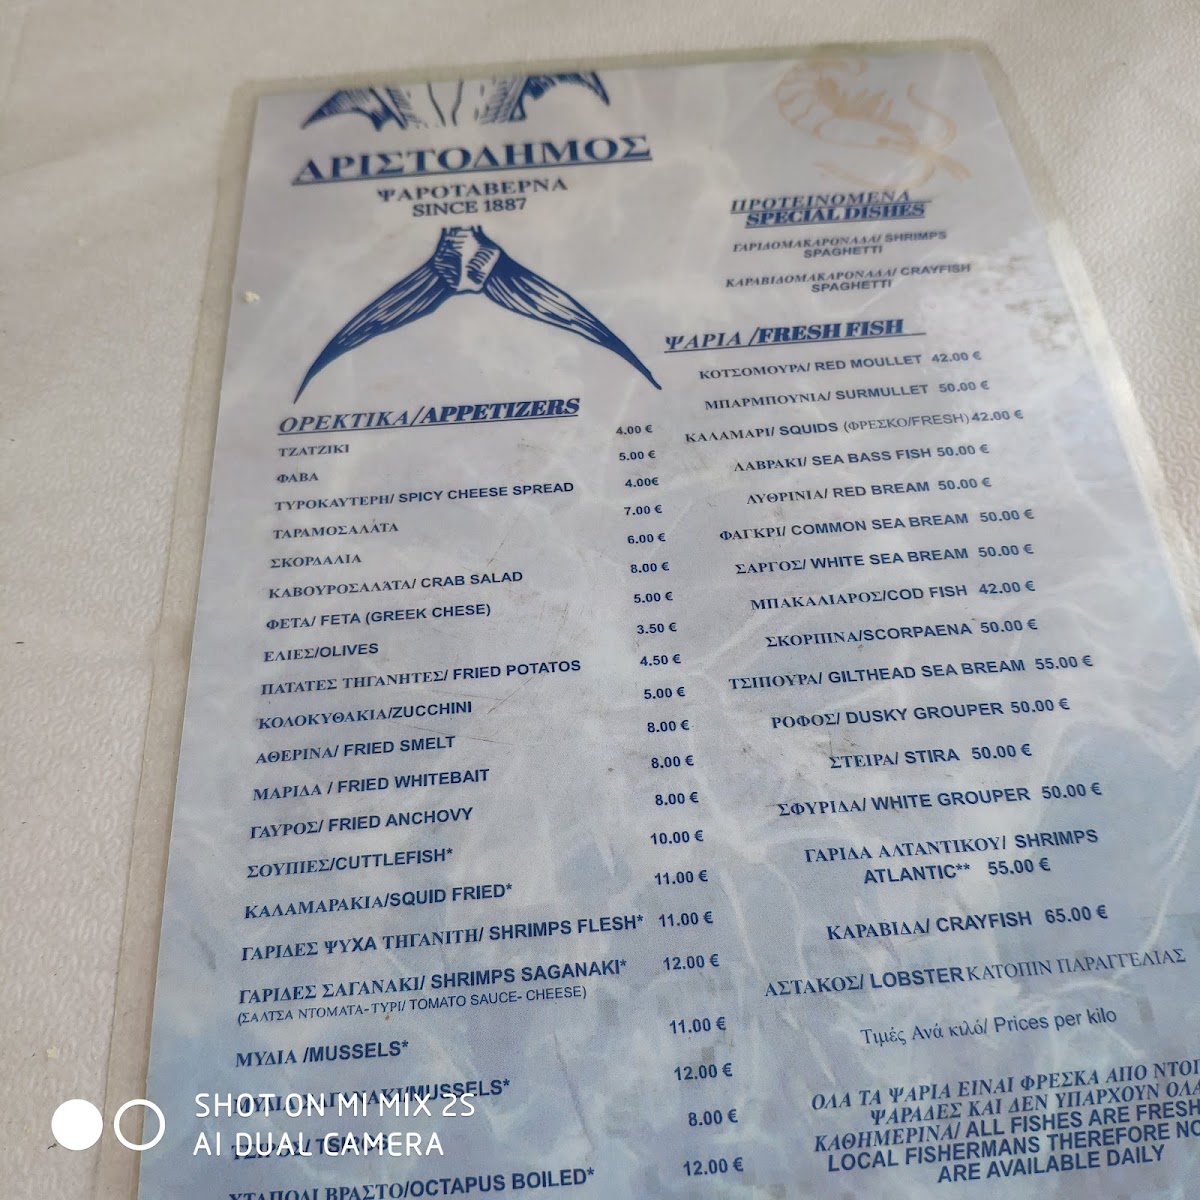 ΑΡΙΣΤΟΔΗΜΟΣ
ΨΑΡΟΤΑΒΕΡΝΑ
SINCE 1887
ΟΡΕΚΤΙΚΑ/APPETIZERS
ΤΖΑΤΖΙΚΙ 4.00 €
ΦΑΒΑ 5.00 €
ΤΥΡΟΚΑΥΤΕΡΗ/ SPICY CHEESE SPREAD 4.00€
ΤΑΡΑΜΟΣΑΛΑΤΑ 7.00 €
ΣΚΟΡΔΑΛΙΑ 6.00 €
ΚΑΒΟΥΡΟΣΑΛΑΤΑ/ CRAB SALAD 8.00 €
ΦΕΤΑ/ FETA (GREEK CHESE) 5.00 €
ΕΛΙΕΣ/OLIVES 3.50 €
ΠΑΤΑΤΕΣ ΤΗΓΑΝΗΤΕΣ/ FRIED POTATOS 4.50 €
ΚΟΛΟΚΥΘΑΚΙΑ/ZUCCHINI 5.00 €
ΑΘΕΡΙΝΑ/ FRIED SMELT 8.00 €
ΜΑΡΙΔΑ / FRIED WHITEBAIT 8.00 €
ΓΑΥΡΟΣ/ FRIED ANCHOVY 8.00 €
ΣΟΥΠΙΕΣ/CUTTLEFISH* 10.00 €
ΚΑΛΑΜΑΡΑΚΙΑ/SQUID FRIED* 11.00 €
ΓΑΡΙΔΕΣ ΨΥΧΑ ΤΗΓΑΝΙΤΗ/ SHRIMPS FLESH* 11.00 €
ΓΑΡΙΔΕΣ ΣΑΓΑΝΑΚΙ/ SHRIMPS SAGANAKI* 12.00 €
(ΣΑΛΤΣΑ ΝΤΟΜΑΤΑ-ΤΥΡΙ/ TOMATO SAUCE- CHEESE)
ΜΥΔΙΑ /MUSSELS* 11.00 €
/MUSSELS* 12.00 €
8.00 €
ΧΤΑΠΟΔΙ ΒΡΑΣΤΟ/OCTAPUS BOILED* 12.00 €
ΠΡΟΤΕΙΝΟΜΕΝΑ
SPECIAL DISHES
ΓΑΡΙΔΟΜΑΚΑΡΟΝΑΔΑ/ SHRIMPS
SPAGHETTI
ΚΑΡΑΒΙΔΟΜΑΚΑΡΟΝΑΔΑ/ CRAYFISH
SPAGHETTI
ΨΑΡΙΑ /FRESH FISH
ΚΟΤΣΟΜΟΥΡΑ/ RED MOULLET 42.00 €
ΜΠΑΡΜΠΟΥΝΙΑ/ SURMULLET 50.00 €
ΚΑΛΑΜΑΡΙ/ SQUIDS (ΦΡΕΣΚΟ/FRESH) 42.00 €
ΛΑΒΡΑΚΙ/ SEA BASS FISH 50.00 €
ΛΥΘΡΙΝΙΑ/ RED BREAM 50.00 €
ΦΑΓΚΡΙ/ COMMON SEA BREAM 50.00 €
ΣΑΡΓΟΣ/ WHITE SEA BREAM 50.00 €
ΜΠΑΚΑΛΙΑΡΟΣ/COD FISH 42.00 €
ΣΚΟΡΠΙΝΑ/SCORPAENA 50.00 €
ΤΣΙΠΟΥΡΑ/ GILTHEAD SEA BREAM 55.00 €
ΡΟΦΟΣ/ DUSKY GROUPER 50.00 €
ΣΤΕΙΡΑ/ STIRA 50.00 €
ΣΦΥΡΙΔΑ/ WHITE GROUPER 50.00 €
ΓΑΡΙΔΑ ΑΛΤΑΝΤΙΚΟΥ/ SHRIMPS
ATLANTIC** 55.00 €
ΚΑΡΑΒΙΔΑ/ CRAYFISH 65.00 €
ΑΣΤΑΚΟΣ/ LOBSTER ΚΑΤΟΠΙΝ ΠΑΡΑΓΓΕΛΙΑΣ
Τιμές Ανά κιλό/ Prices per kilo
ΟΛΑ ΤΑ ΨΑΡΙΑ ΕΙΝΑΙ ΦΡΕΣΚΑ ΑΠΟ ΝΤΟΠ
ΨΑΡΑΔΕΣ ΚΑΙ ΔΕΝ ΥΠΑΡΧΟΥΝ ΟΛΑ
ΚΑΘΗΜΕΡΙΝΑ/ ALL FISHES ARE FRESH
LOCAL FISHERMANS THEREFORE NO
ARE AVAILABLE DAILY
SHOT ON MI MIX 2S
AI DUAL CAMERA